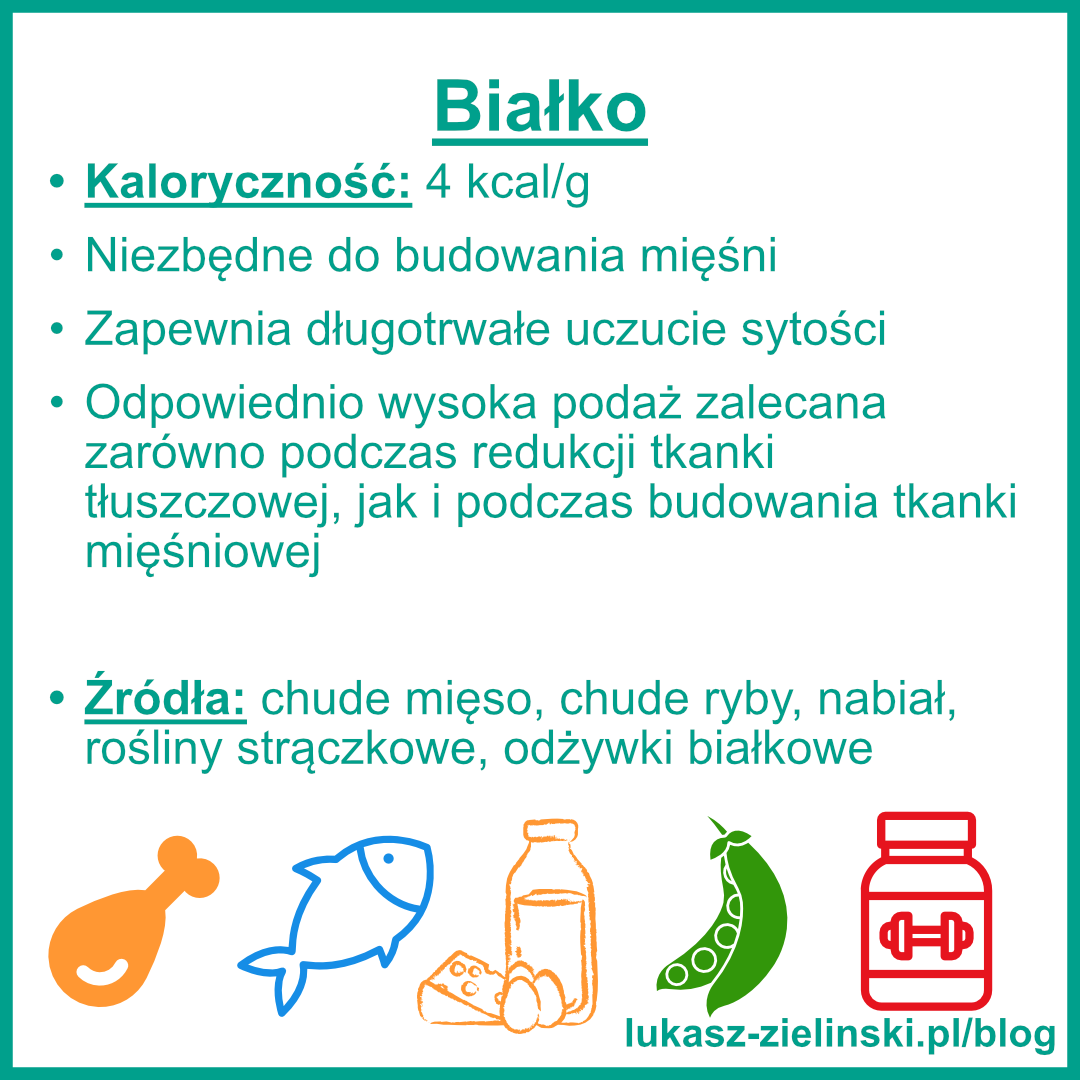 Białko
• Kaloryczność: 4 kcal/g
• Niezbędne do budowania mięśni
• Zapewnia długotrwałe uczucie sytości
• Odpowiednio wysoka podaż zalecana
zarówno podczas redukcji tkanki
tłuszczowej, jak i podczas budowania tkanki
mięśniowej
• Źródła: chude mięso, chude ryby, nabiał,
rośliny strączkowe, odżywki białkowe
lukasz-zielinski.pl/blog